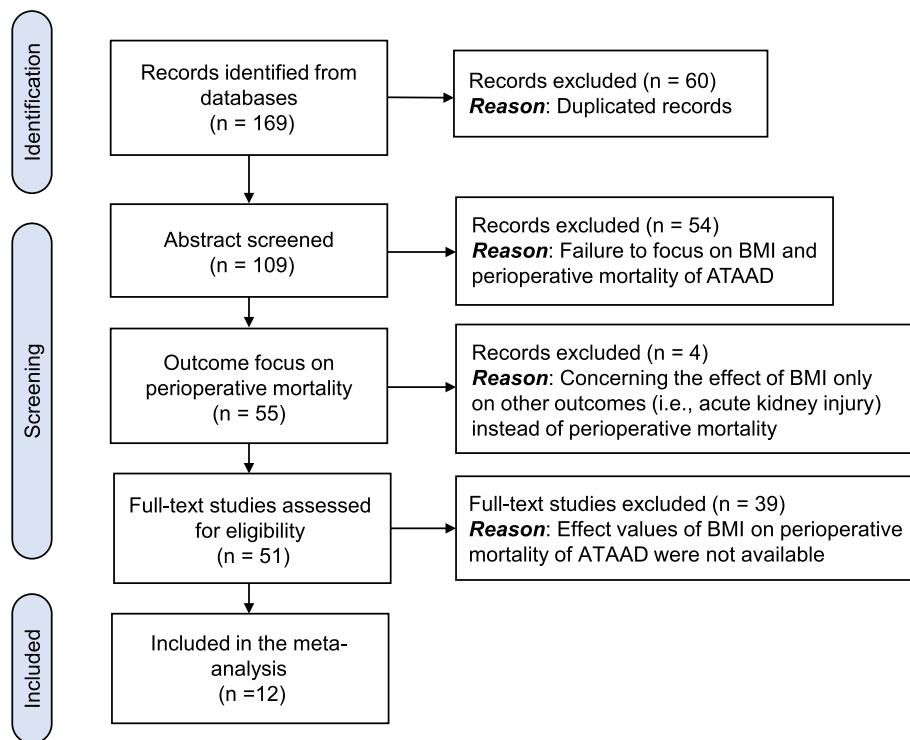 Identification
Records identified from
databases
(n = 169)
Records excluded (n = 60)
Reason: Duplicated records
Screening
Abstract screened
(n = 109)
Records excluded (n = 54)
Reason: Failure to focus on BMI and
perioperative mortality of ATAAD
Outcome focus on
perioperative mortality
(n = 55)
Records excluded (n = 4)
Reason: Concerning the effect of BMI only
on other outcomes (i.e., acute kidney injury)
instead of perioperative mortality
Full-text studies assessed
for eligibility
(n = 51)
Full-text studies excluded (n = 39)
Reason: Effect values of BMI on perioperative
mortality of ATAAD were not available
Included
Included in the meta-
analysis
(n =12)